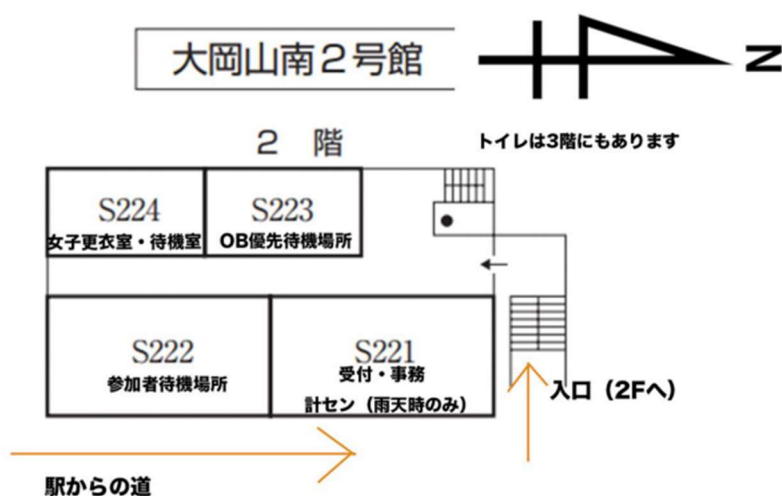 大岡山南２号館
N
２　階
トイレは3階にもあります
S224
女子更衣室・待機室
S223
OB優先待機場所
S222
参加者待機場所
S221
受付・事務
計セン（雨天時のみ）
入口（2Fへ）
駅からの道